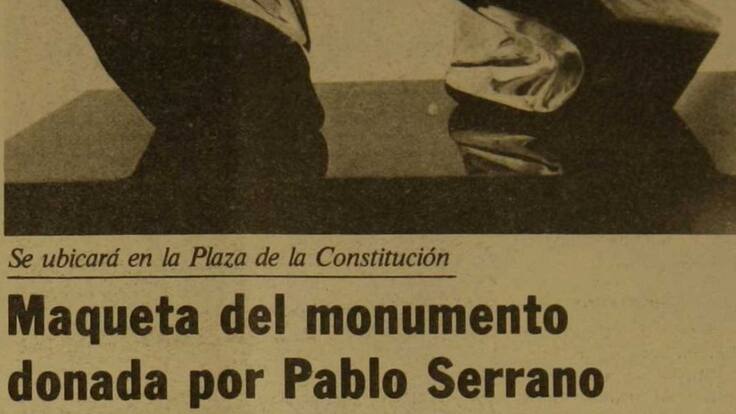 Se ubicará en la Plaza de la Constitución
Maqueta del monumento
donada por Pablo Serrano